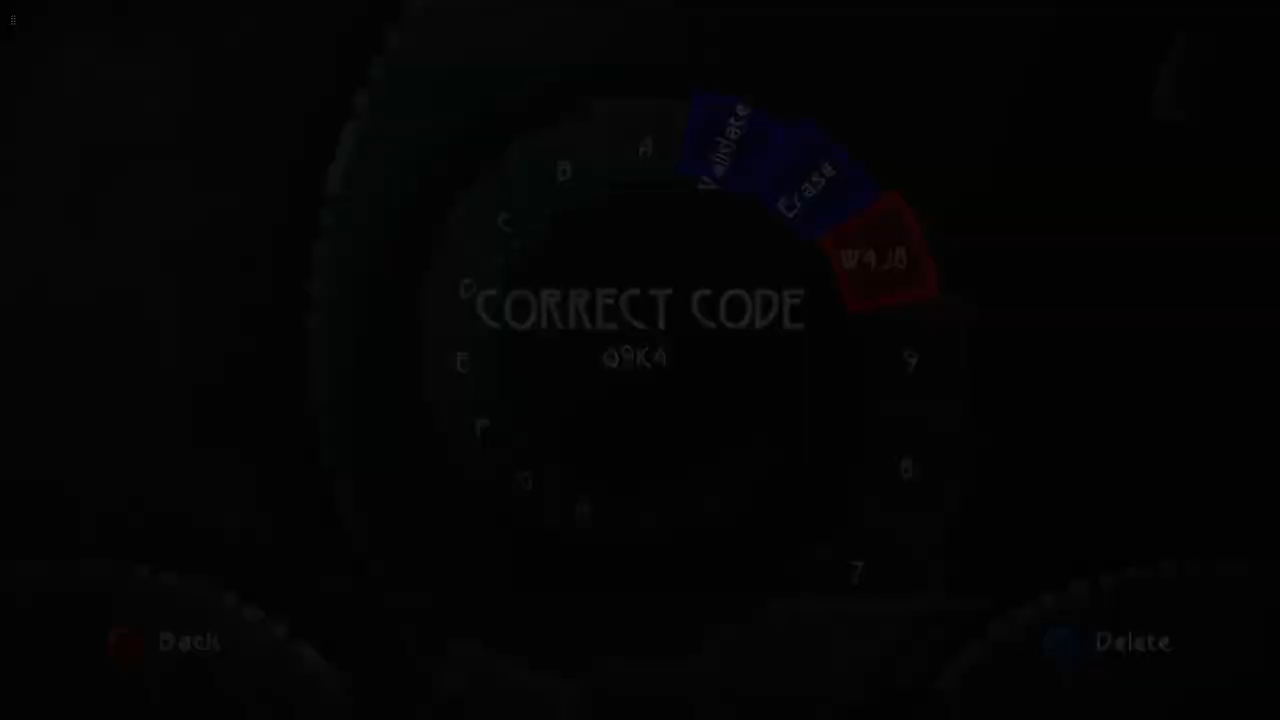 Validate
Erase
A
B
C
W4J8
D
CORRECT CODE
Q9K4
E
9
F
8
G
H
7
Back
Delete